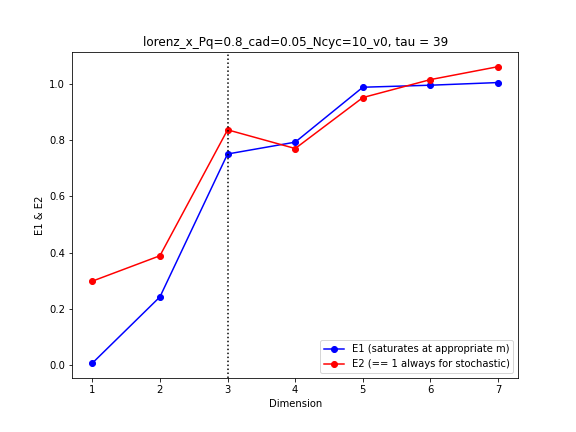 lorenz_x_Pq=0.8_cad=0.05_Ncyc=10_v0, tau = 39
E1 & E2
1.0
0.8
0.6
0.4
0.2
0.0
E1 (saturates at appropriate m)
E2 (== 1 always for stochastic)
1 2 3 4 5 6 7
Dimension